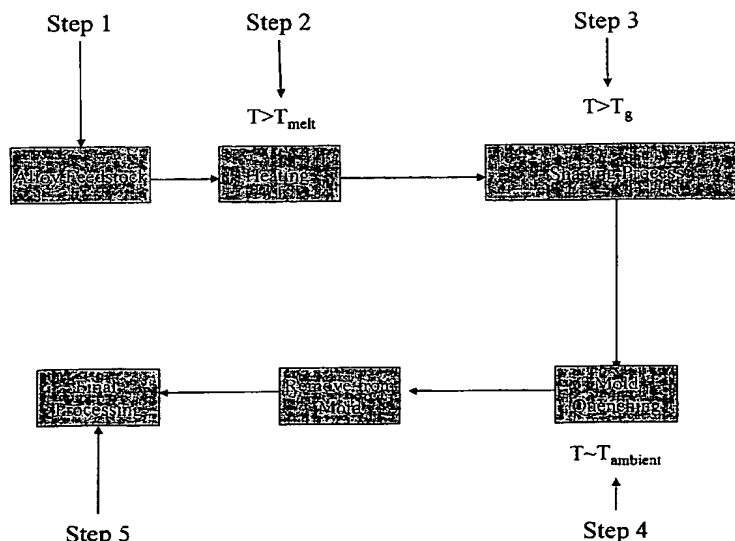 Step 1
Step 2
Step 3
T>T_melt
T>T_g
Alloy Feedstock
Heating
Shaping Process
Final
Processing
Remove from
Mold
Mold
Quenching
T~T_ambient
Step 5
Step 4